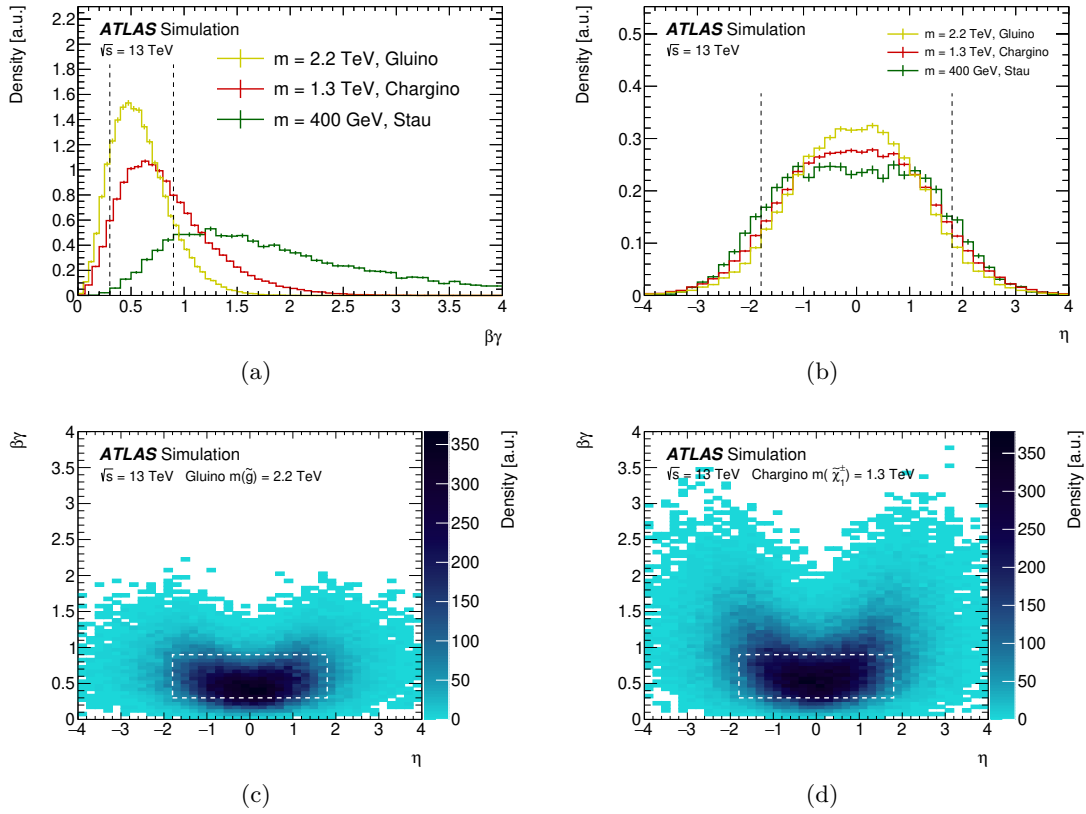 ATLAS Simulation
√s = 13 TeV
m = 2.2 TeV, Gluino
m = 1.3 TeV, Chargino
m = 400 GeV, Stau
Density [a.u.]
2.2
2
1.8
1.6
1.4
1.2
1
0.8
0.6
0.4
0.2
0
0 0.5 1 1.5 2 2.5 3 3.5 4
βγ
(a)
ATLAS Simulation
√s = 13 TeV
m = 2.2 TeV, Gluino
m = 1.3 TeV, Chargino
m = 400 GeV, Stau
Density [a.u.]
0.5
0.4
0.3
0.2
0.1
0
−4 −3 −2 −1 0 1 2 3 4
η
(b)
βγ
ATLAS Simulation
√s = 13 TeV Gluino m(g̃) = 2.2 TeV
4
3.5
3
2.5
2
1.5
1
0.5
0
−4 −3 −2 −1 0 1 2 3 4
η
Density [a.u.]
350
300
250
200
150
100
50
0
(c)
βγ
ATLAS Simulation
√s = 13 TeV Chargino m( χ̃₁±) = 1.3 TeV
4
3.5
3
2.5
2
1.5
1
0.5
0
−4 −3 −2 −1 0 1 2 3 4
η
Density [a.u.]
350
300
250
200
150
100
50
0
(d)